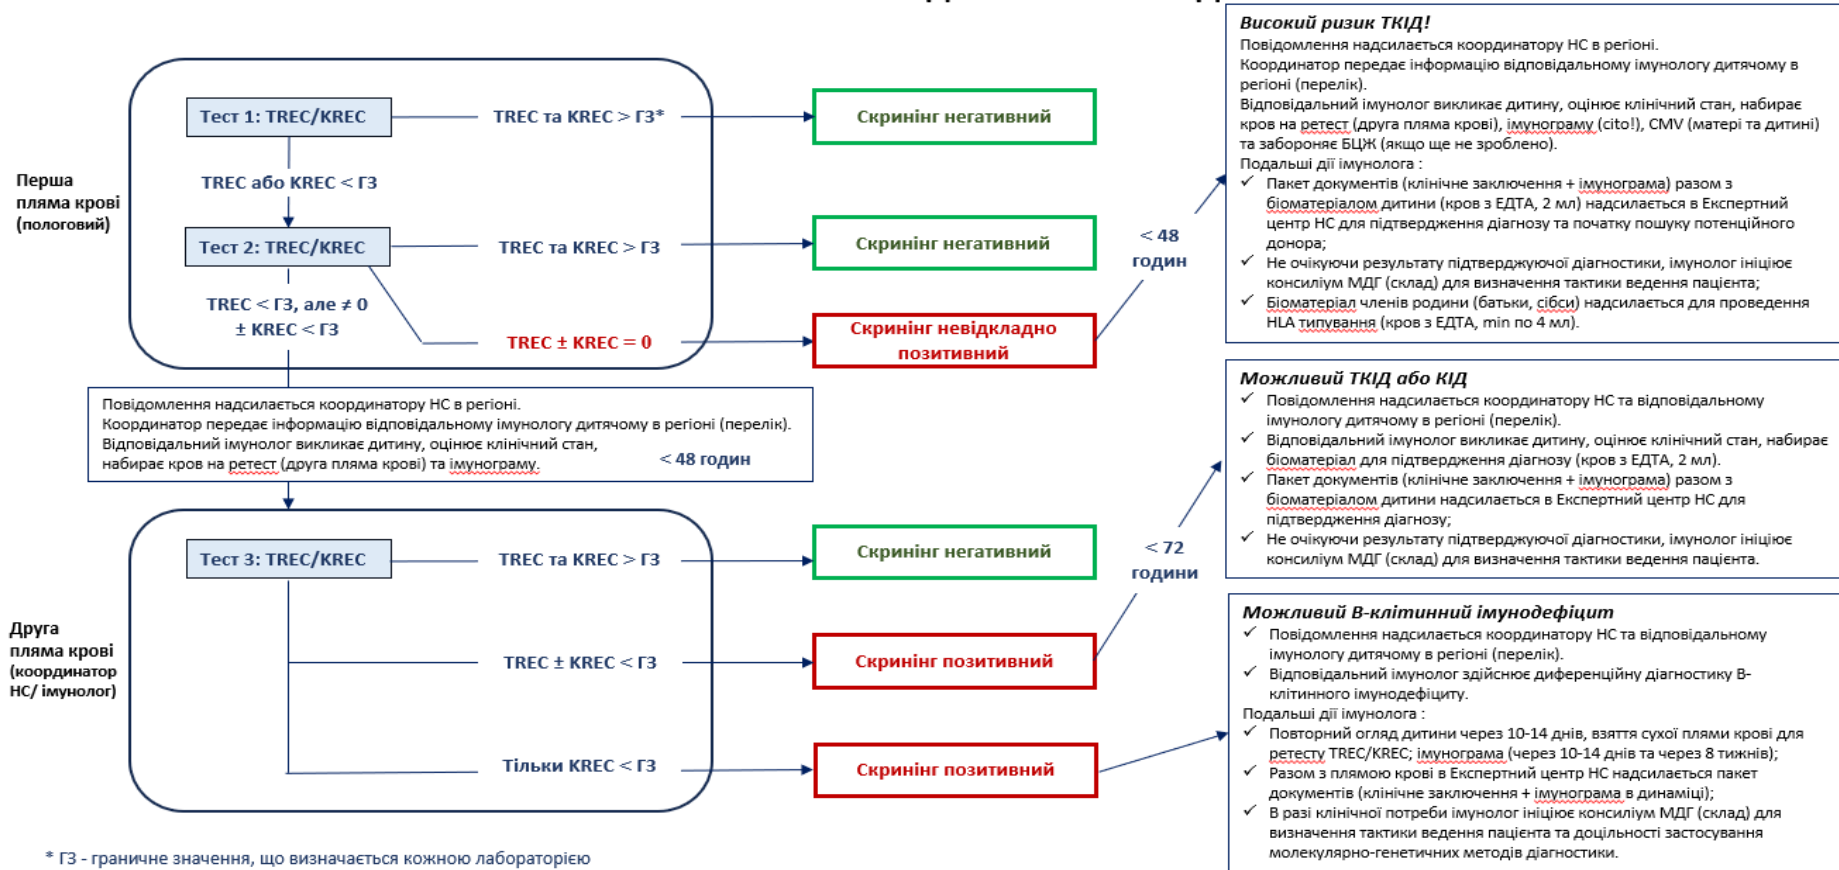 Перша
пляма крові
(пологовий)
Тест 1: TREC/KREC
TREC та KREC > ГЗ*
Скринінг негативний
TREC або KREC < ГЗ
Тест 2: TREC/KREC
TREC та KREC > ГЗ
Скринінг негативний
TREC < ГЗ, але ≠ 0
± KREC < ГЗ
TREC ± KREC = 0
Скринінг невідкладно
позитивний
< 48
годин
Високий ризик ТКІД!
Повідомлення надсилається координатору НС в регіоні.
Координатор передає інформацію відповідальному імунологу дитячому в
регіоні (перелік).
Відповідальний імунолог викликає дитину, оцінює клінічний стан, набирає
кров на ретест (друга пляма крові), імунограму (cito!), CMV (матері та дитині)
та забороняє БЦЖ (якщо ще не зроблено).
Подальші дії імунолога :
✓ Пакет документів (клінічне заключення + імунограма) разом з
біоматеріалом дитини (кров з ЕДТА, 2 мл) надсилається в Експертний
центр НС для підтвердження діагнозу та початку пошуку потенційного
донора;
✓ Не очікуючи результату підтверджуючої діагностики, імунолог ініціює
консиліум МДГ (склад) для визначення тактики ведення пацієнта;
✓ Біоматеріал членів родини (батьки, сібси) надсилається для проведення
HLA типування (кров з ЕДТА, min по 4 мл).
Повідомлення надсилається координатору НС в регіоні.
Координатор передає інформацію відповідальному імунологу дитячому в регіоні (перелік).
Відповідальний імунолог викликає дитину, оцінює клінічний стан,
набирає кров на ретест (друга пляма крові) та імунограму.
< 48 годин
Друга
пляма крові
(координатор
НС/ імунолог)
Тест 3: TREC/KREC
TREC та KREC > ГЗ
Скринінг негативний
TREC ± KREC < ГЗ
Скринінг позитивний
< 72
години
Тільки KREC < ГЗ
Скринінг позитивний
Можливий ТКІД або КІД
✓ Повідомлення надсилається координатору НС та відповідальному
імунологу дитячому в регіоні (перелік).
✓ Відповідальний імунолог викликає дитину, оцінює клінічний стан, набирає
біоматеріал для підтвердження діагнозу (кров з ЕДТА, 2 мл).
✓ Пакет документів (клінічне заключення + імунограма) разом з
біоматеріалом дитини надсилається в Експертний центр НС для
підтвердження діагнозу;
✓ Не очікуючи результату підтверджуючої діагностики, імунолог ініціює
консиліум МДГ (склад) для визначення тактики ведення пацієнта.
Можливий В-клітинний імунодефіцит
✓ Повідомлення надсилається координатору НС та відповідальному
імунологу дитячому в регіоні (перелік).
✓ Відповідальний імунолог здійснює диференційну діагностику В-
клітинного імунодефіциту.
Подальші дії імунолога :
✓ Повторний огляд дитини через 10-14 днів, взяття сухої плями крові для
ретесту TREC/KREC; імунограма (через 10-14 днів та через 8 тижнів);
✓ Разом з плямою крові в Експертний центр НС надсилається пакет
документів (клінічне заключення + імунограма в динаміці);
✓ В разі клінічної потреби імунолог ініціює консиліум МДГ (склад) для
визначення тактики ведення пацієнта та доцільності застосування
молекулярно-генетичних методів діагностики.
* ГЗ - граничне значення, що визначається кожною лабораторією